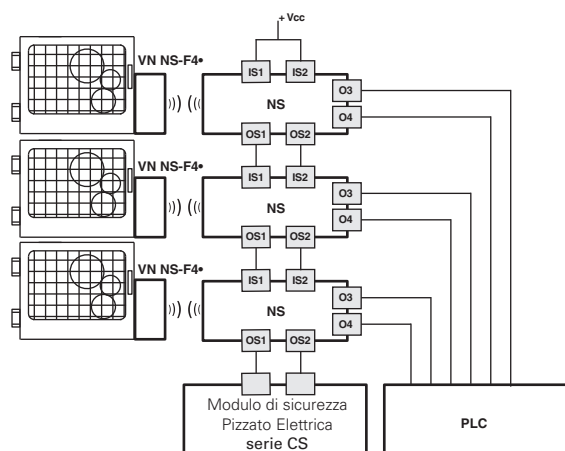 + Vcc
VN NS-F4•
IS1 IS2
NS
O3
O4
OS1 OS2
VN NS-F4•
IS1 IS2
NS
O3
O4
OS1 OS2
VN NS-F4•
IS1 IS2
NS
O3
O4
OS1 OS2
Modulo di sicurezza
Pizzato Elettrica
serie CS
PLC